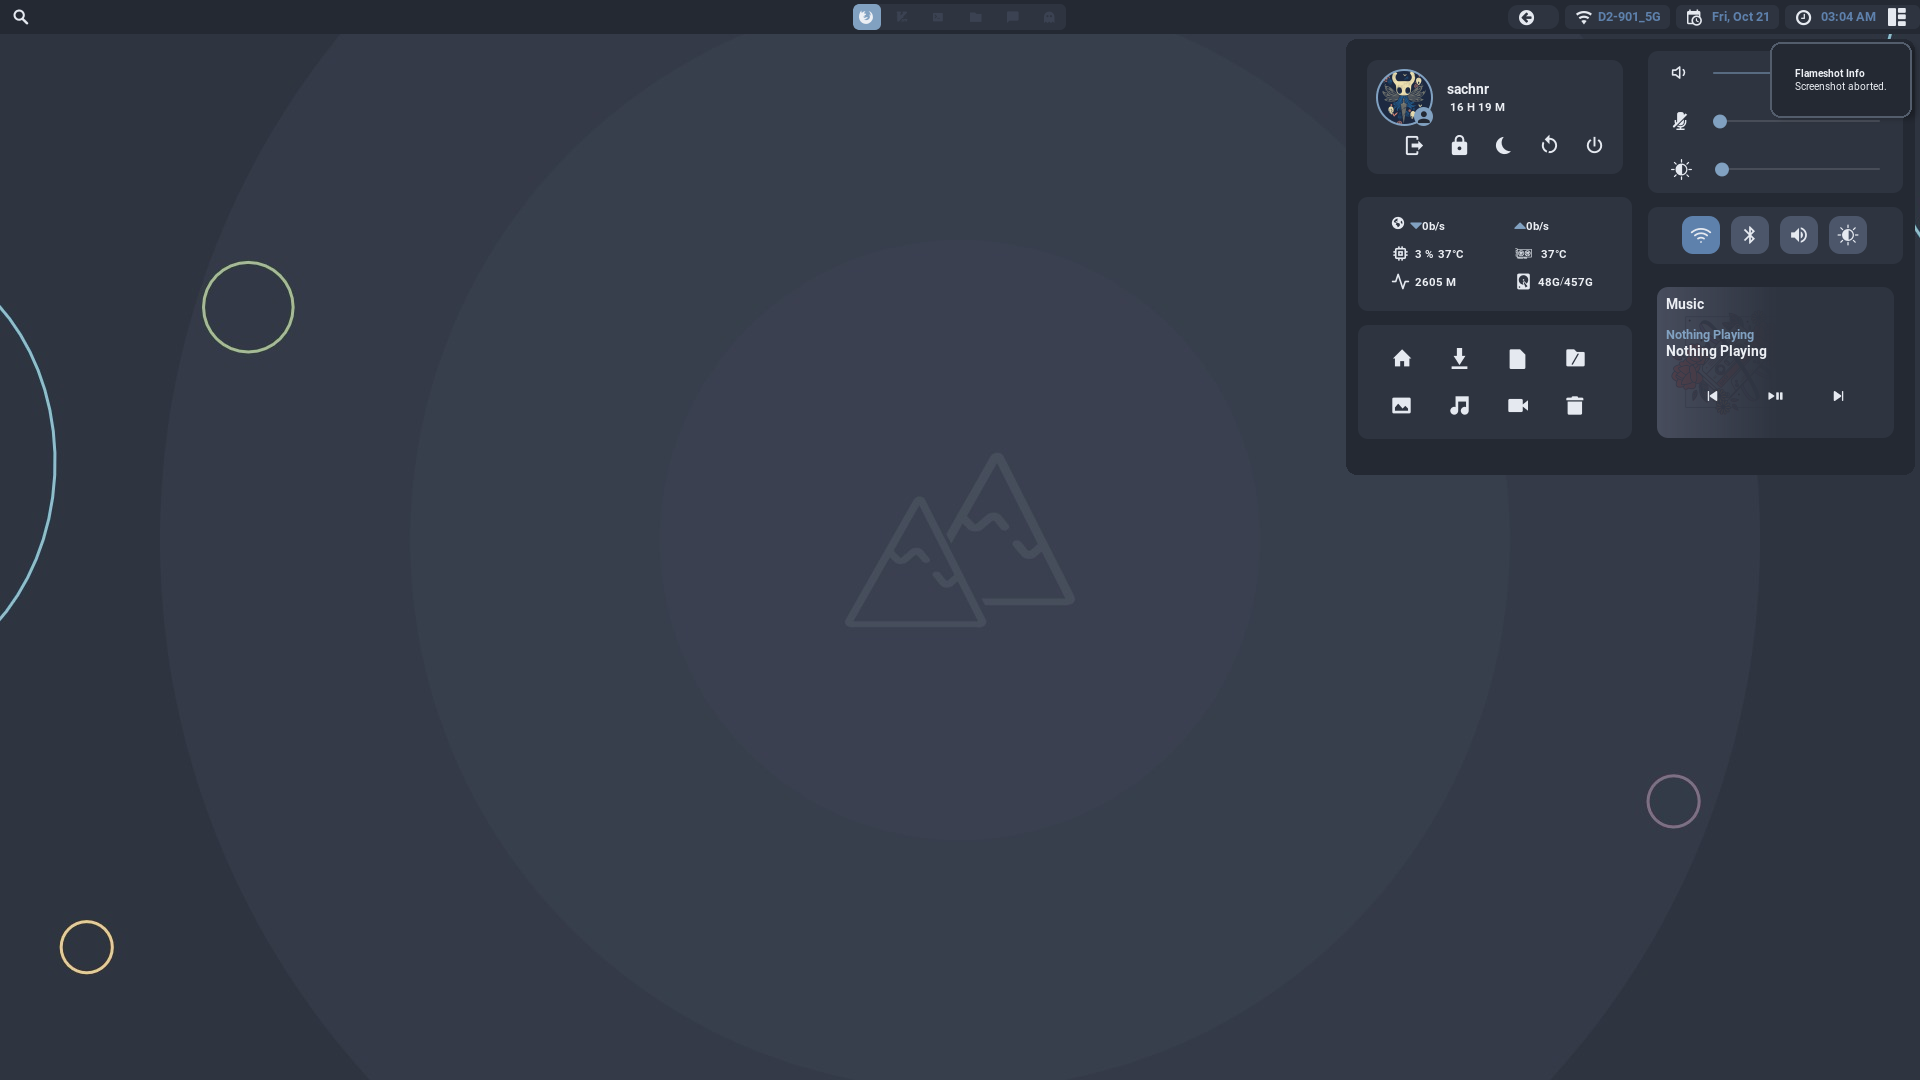 D2-901_5G
Fri, Oct 21
03:04 AM
sachnr
16 H 19 M
Flameshot Info
Screenshot aborted.
0b/s
0b/s
3 % 37°C
37°C
2605 M
48G/457G
Music
Nothing Playing
Nothing Playing